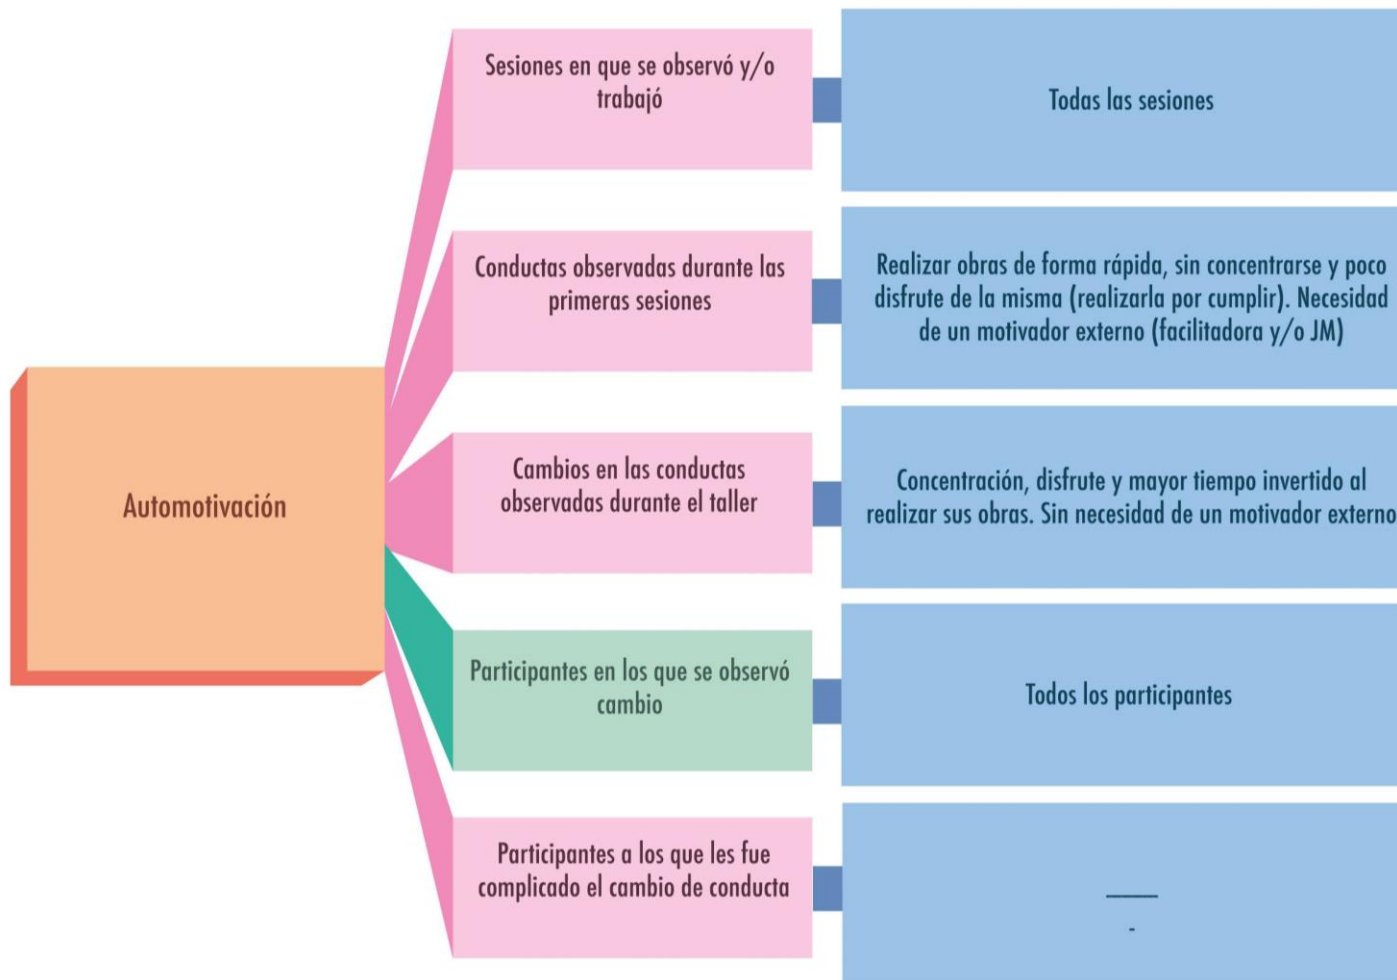 Sesiones en que se observó y/o
trabajó
Todas las sesiones
Conductas observadas durante las
primeras sesiones
Realizar obras de forma rápida, sin concentrarse y poco
disfrute de la misma (realizarla por cumplir). Necesidad
de un motivador externo (facilitadora y/o JM)
Automotivación
Cambios en las conductas
observadas durante el taller
Concentración, disfrute y mayor tiempo invertido al
realizar sus obras. Sin necesidad de un motivador externo
Participantes en los que se observó
cambio
Todos los participantes
Participantes a los que les fue
complicado el cambio de conducta
____
-